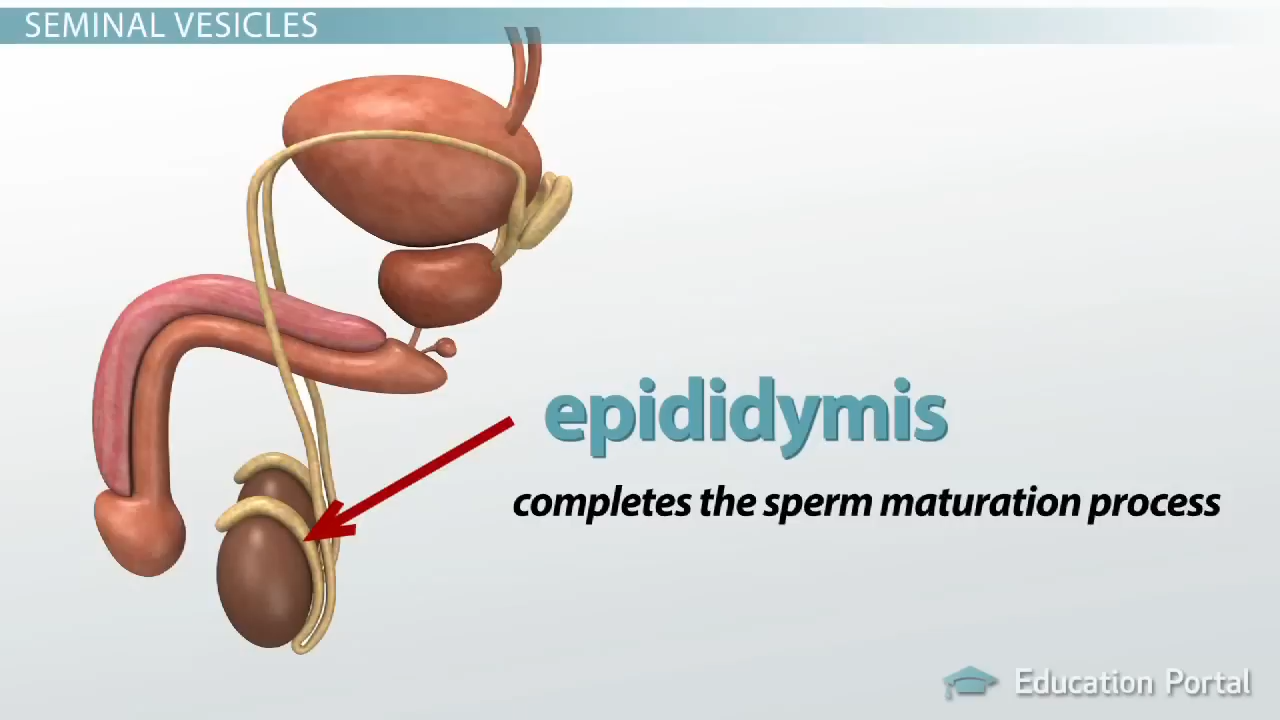 SEMINAL VESICLES
epididymis
completes the sperm maturation process
Education Portal